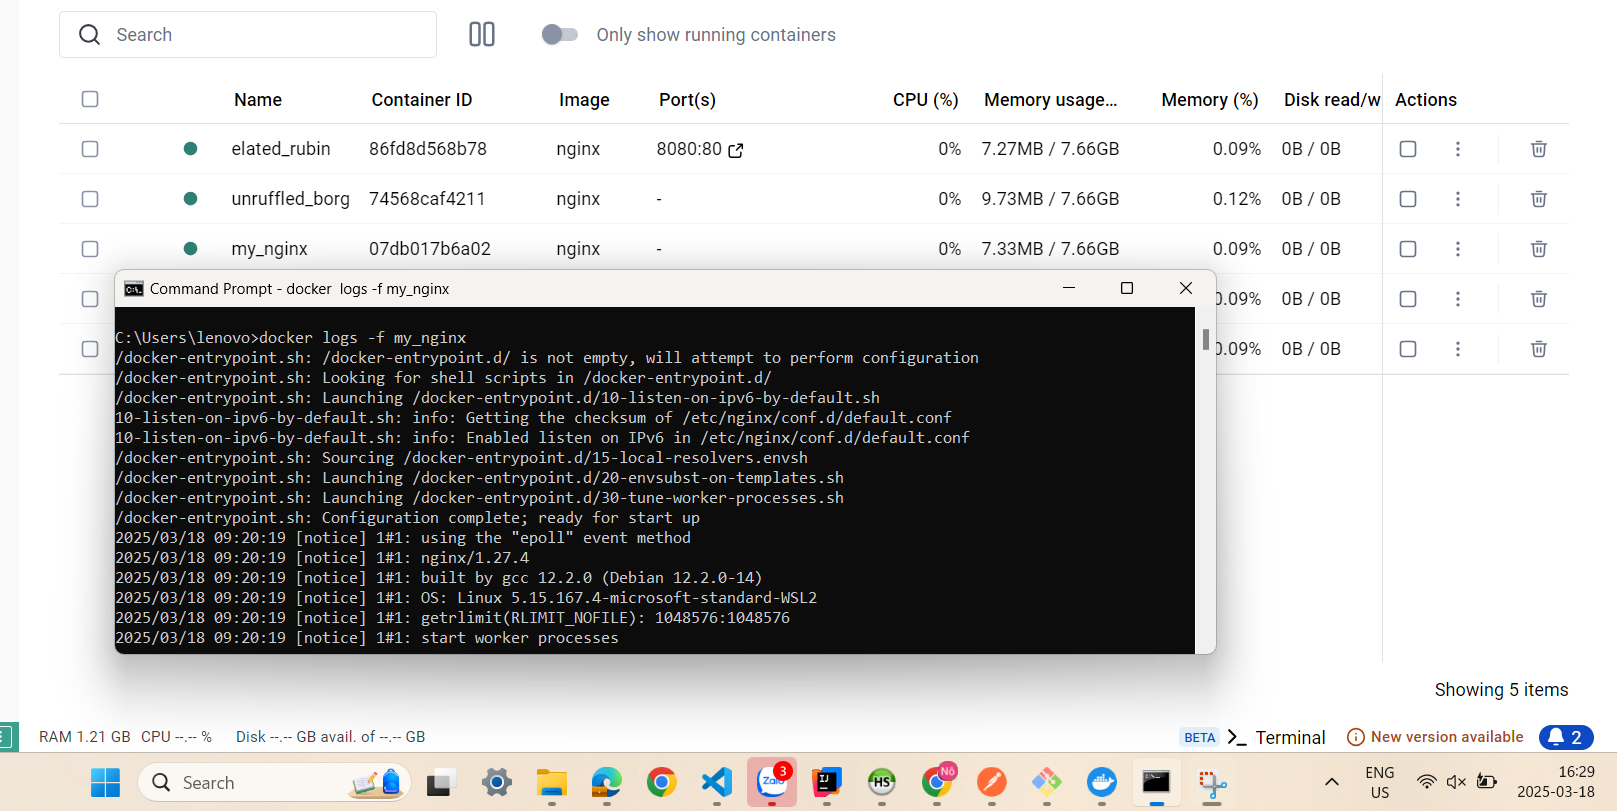 Search
Only show running containers
Name Container ID Image Port(s) CPU (%) Memory usage... Memory (%) Disk read/w Actions
elated_rubin 86fd8d568b78 nginx 8080:80 0% 7.27MB / 7.66GB 0.09% 0B / 0B
unruffled_borg 74568caf4211 nginx - 0% 9.73MB / 7.66GB 0.12% 0B / 0B
my_nginx 07db017b6a02 nginx - 0% 7.33MB / 7.66GB 0.09% 0B / 0B
0.09% 0B / 0B
0.09% 0B / 0B
Command Prompt - docker  logs -f my_nginx
C:\Users\lenovo>docker logs -f my_nginx
/docker-entrypoint.sh: /docker-entrypoint.d/ is not empty, will attempt to perform configuration
/docker-entrypoint.sh: Looking for shell scripts in /docker-entrypoint.d/
/docker-entrypoint.sh: Launching /docker-entrypoint.d/10-listen-on-ipv6-by-default.sh
10-listen-on-ipv6-by-default.sh: info: Getting the checksum of /etc/nginx/conf.d/default.conf
10-listen-on-ipv6-by-default.sh: info: Enabled listen on IPv6 in /etc/nginx/conf.d/default.conf
/docker-entrypoint.sh: Sourcing /docker-entrypoint.d/15-local-resolvers.envsh
/docker-entrypoint.sh: Launching /docker-entrypoint.d/20-envsubst-on-templates.sh
/docker-entrypoint.sh: Launching /docker-entrypoint.d/30-tune-worker-processes.sh
/docker-entrypoint.sh: Configuration complete; ready for start up
2025/03/18 09:20:19 [notice] 1#1: using the "epoll" event method
2025/03/18 09:20:19 [notice] 1#1: nginx/1.27.4
2025/03/18 09:20:19 [notice] 1#1: built by gcc 12.2.0 (Debian 12.2.0-14)
2025/03/18 09:20:19 [notice] 1#1: OS: Linux 5.15.167.4-microsoft-standard-WSL2
2025/03/18 09:20:19 [notice] 1#1: getrlimit(RLIMIT_NOFILE): 1048576:1048576
2025/03/18 09:20:19 [notice] 1#1: start worker processes
Showing 5 items
RAM 1.21 GB CPU --.-- % Disk --.-- GB avail. of --.-- GB BETA >_ Terminal New version available 2
Search Zalo 3 IJ HS Nô ENG US 16:29
2025-03-18